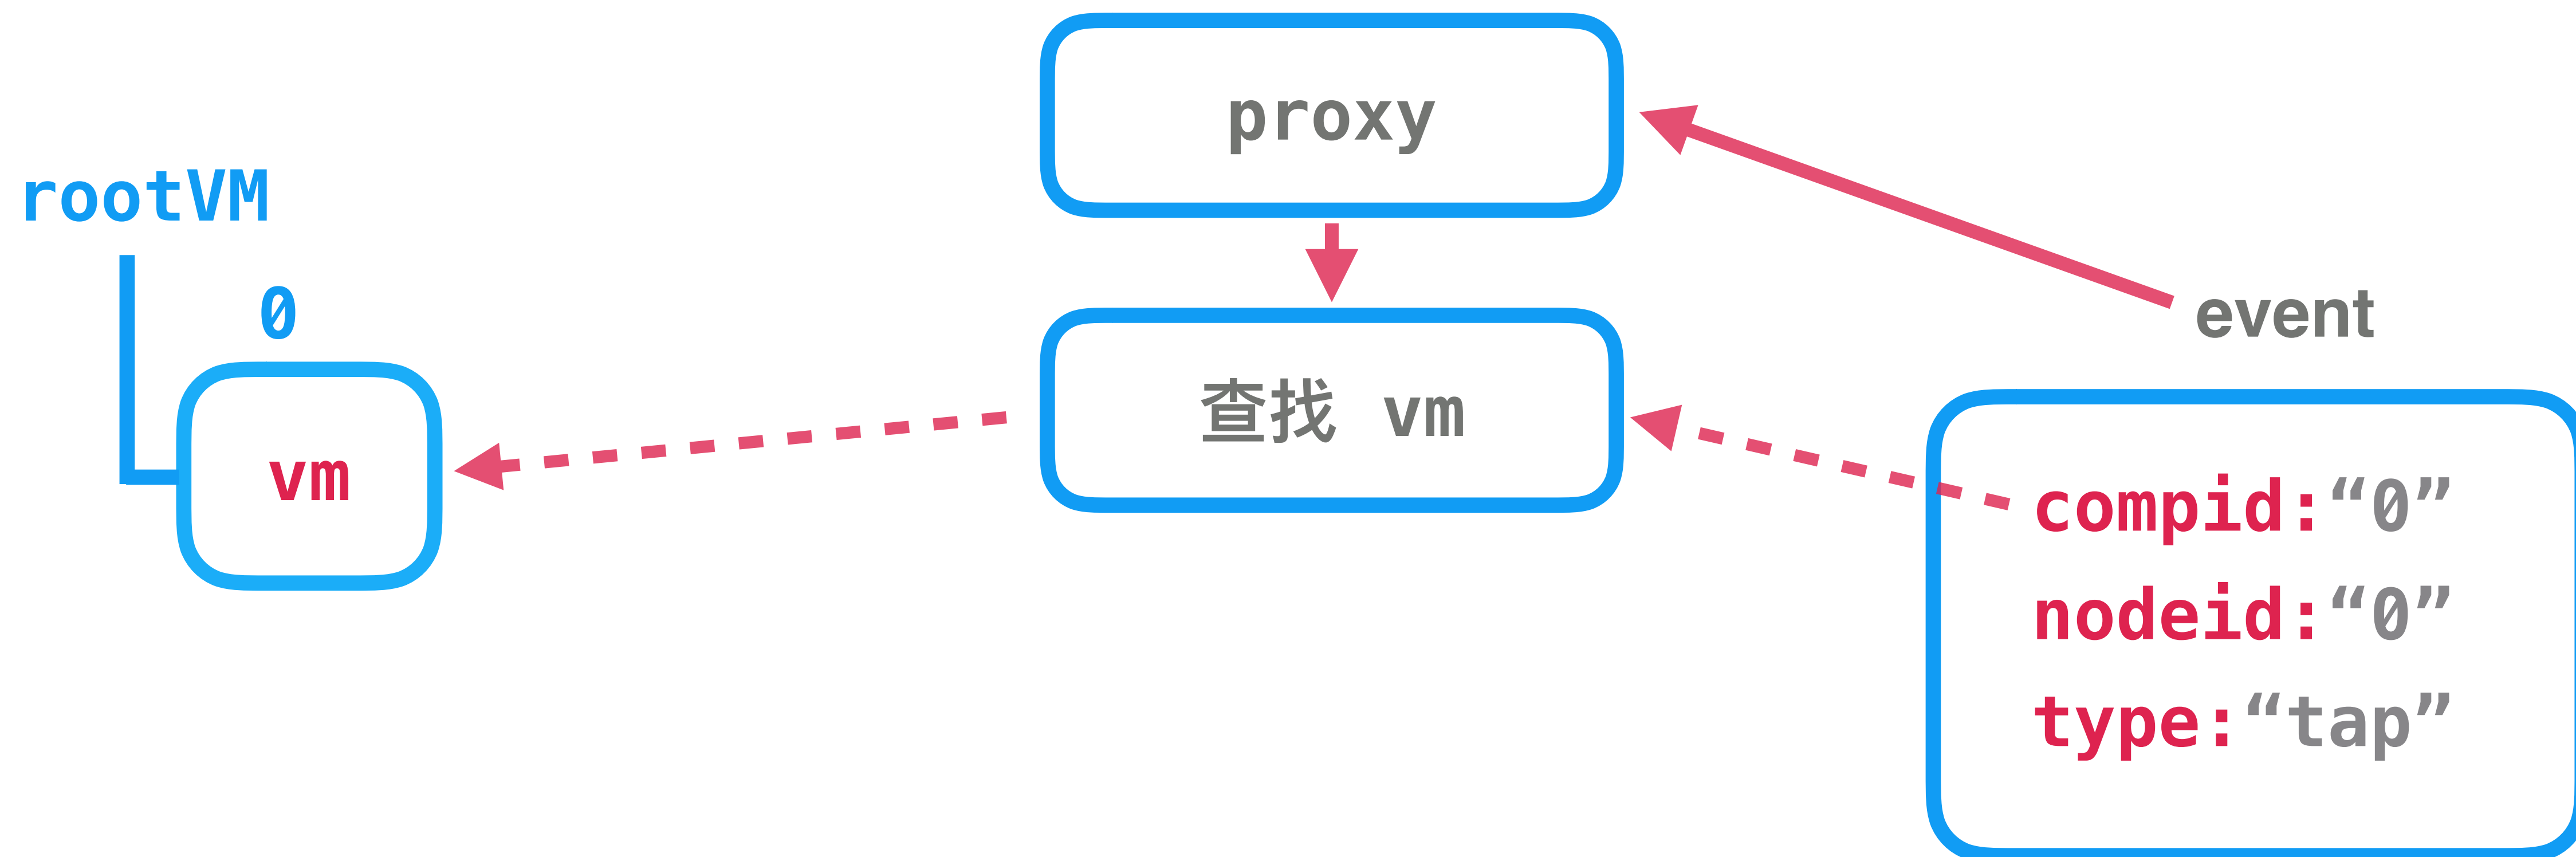 proxy
rootVM
0
event
查找 vm
vm
compid:“0”
nodeid:“0”
type:“tap”